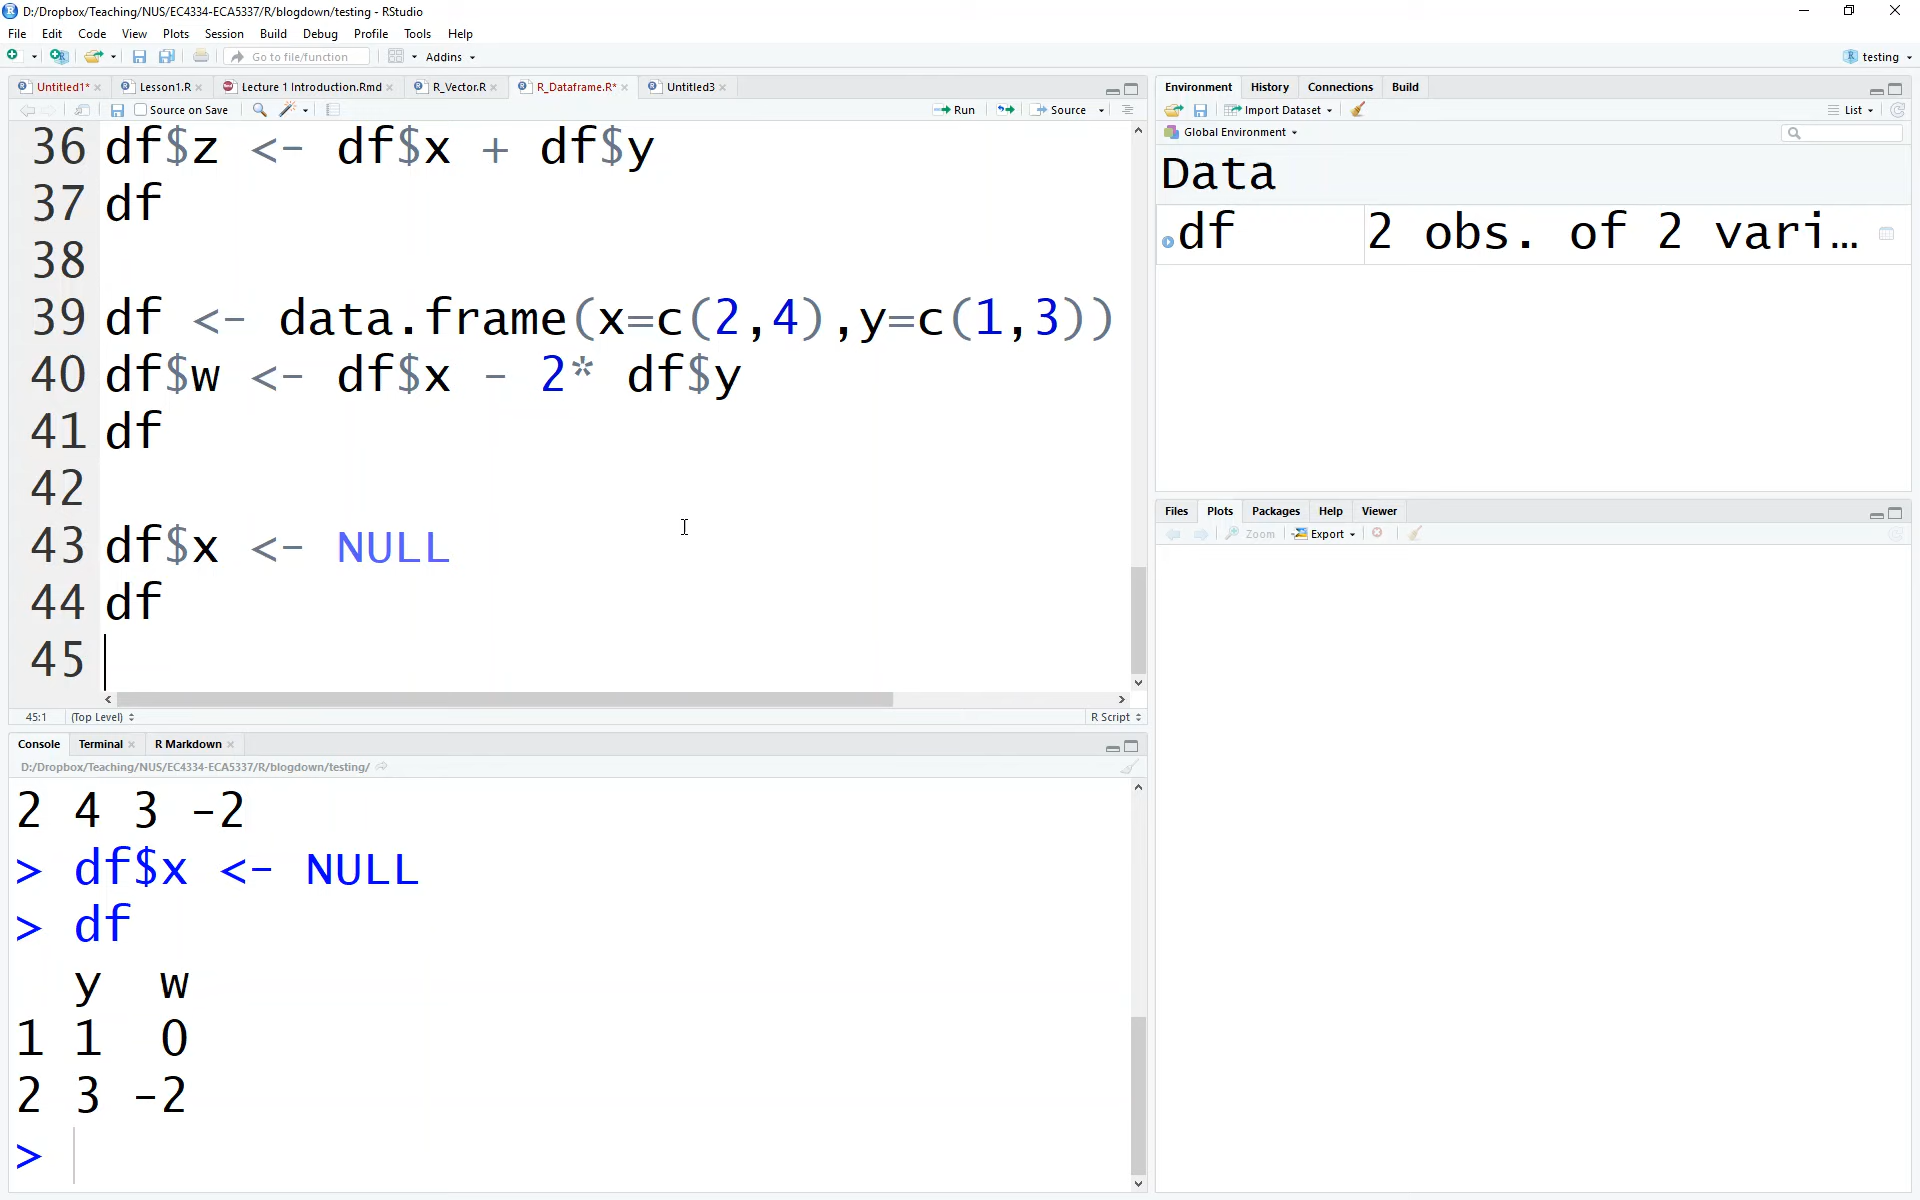 D:/Dropbox/Teaching/NUS/EC4334-ECA5337/R/blogdown/testing - RStudio
File Edit Code View Plots Session Build Debug Profile Tools Help
Go to file/function Addins testing
Untitled1* Lesson1.R Lecture 1 Introduction.Rmd R_Vector.R R_Dataframe.R* Untitled3
Source on Save Run Source
36 df$z <- df$x + df$y
37 df
38
39 df <- data.frame(x=c(2,4),y=c(1,3))
40 df$w <- df$x - 2* df$y
41 df
42
43 df$x <- NULL
44 df
45
45:1 (Top Level) R Script
Console Terminal R Markdown
D:/Dropbox/Teaching/NUS/EC4334-ECA5337/R/blogdown/testing/
2 4 3 -2
> df$x <- NULL
> df
y w
1 1 0
2 3 -2
>
Environment History Connections Build
Import Dataset List
Global Environment
Data
df 2 obs. of 2 vari…
Files Plots Packages Help Viewer
Zoom Export